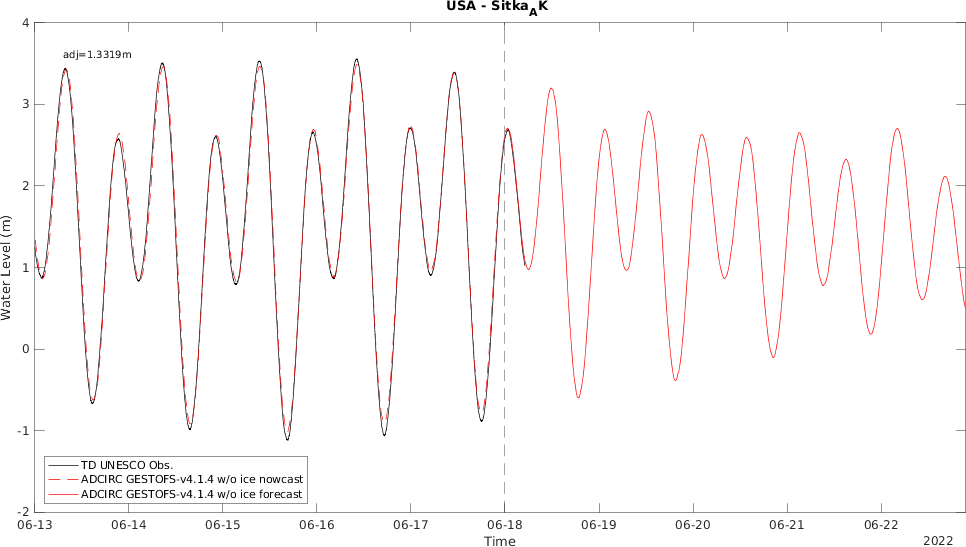 USA - Sitka_AK
4
adj=1.3319m
3
2
1
0
-1
-2
Water Level (m)
TD UNESCO Obs.
ADCIRC GESTOFS-v4.1.4 w/o ice nowcast
ADCIRC GESTOFS-v4.1.4 w/o ice forecast
06-13 06-14 06-15 06-16 06-17 06-18 06-19 06-20 06-21 06-22
Time
2022